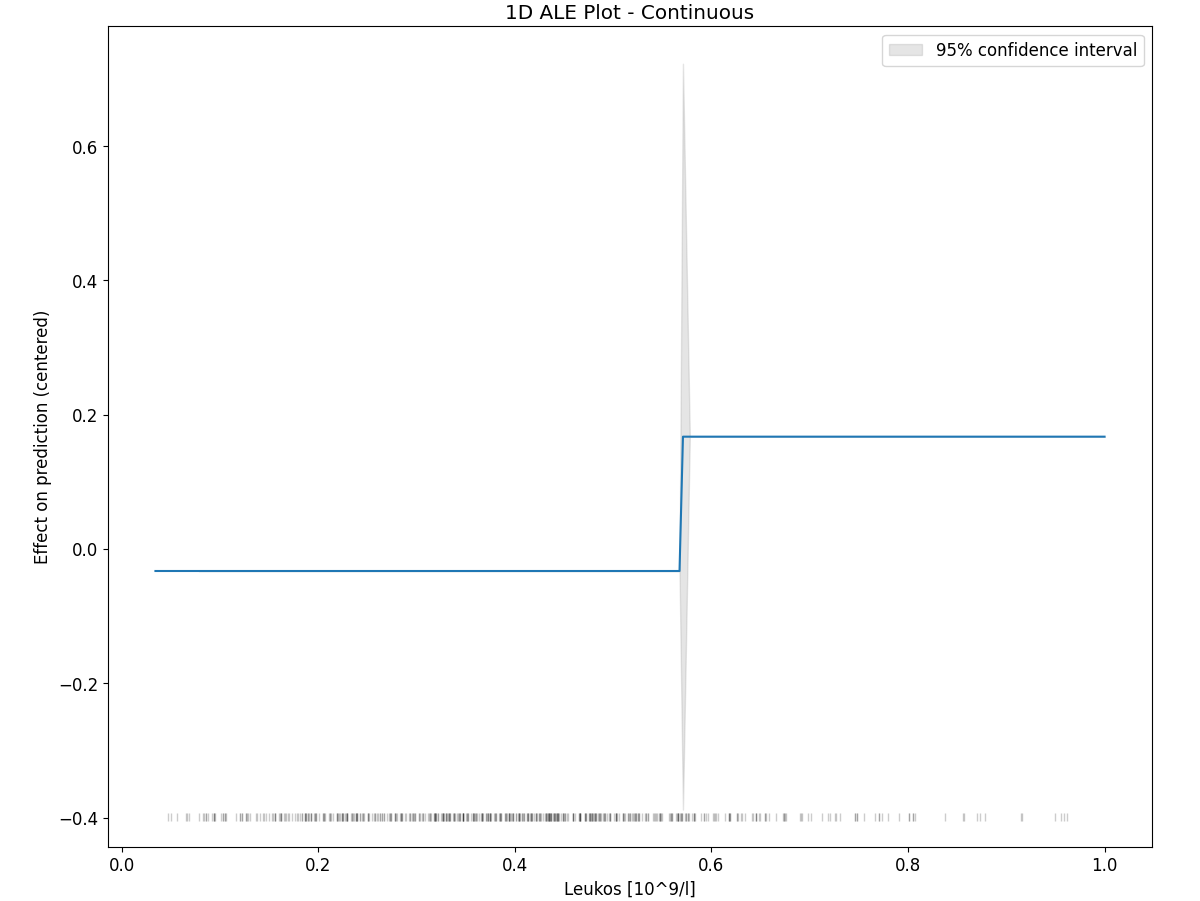 1D ALE Plot - Continuous
95% confidence interval
Effect on prediction (centered)
0.6
0.4
0.2
0.0
−0.2
−0.4
0.0 0.2 0.4 0.6 0.8 1.0
Leukos [10^9/l]